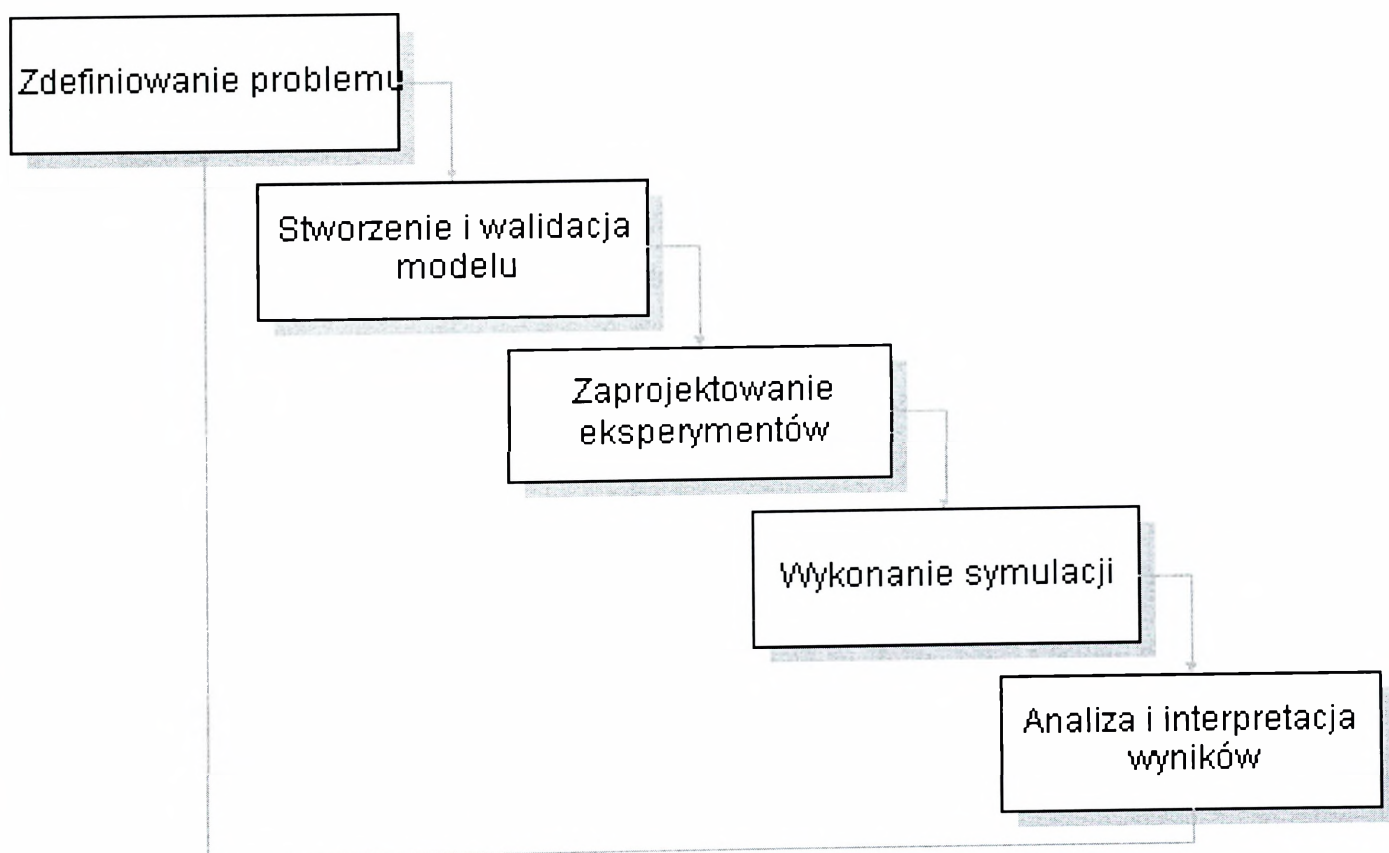 Zdefiniowanie problemu
Stworzenie i walidacja
modelu
Zaprojektowanie
eksperymentów
Wykonanie symulacji
Analiza i interpretacja
wyników